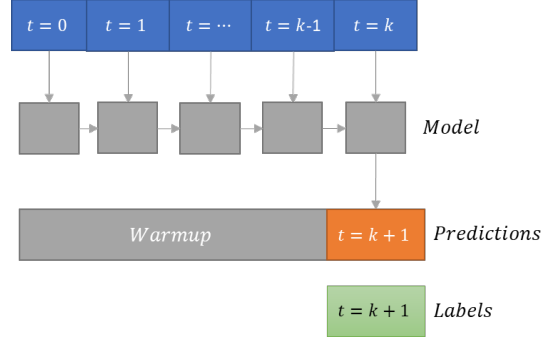 t = 0 t = 1 t = ⋯ t = k-1 t = k
Model
Warmup t = k + 1 Predictions
t = k + 1 Labels